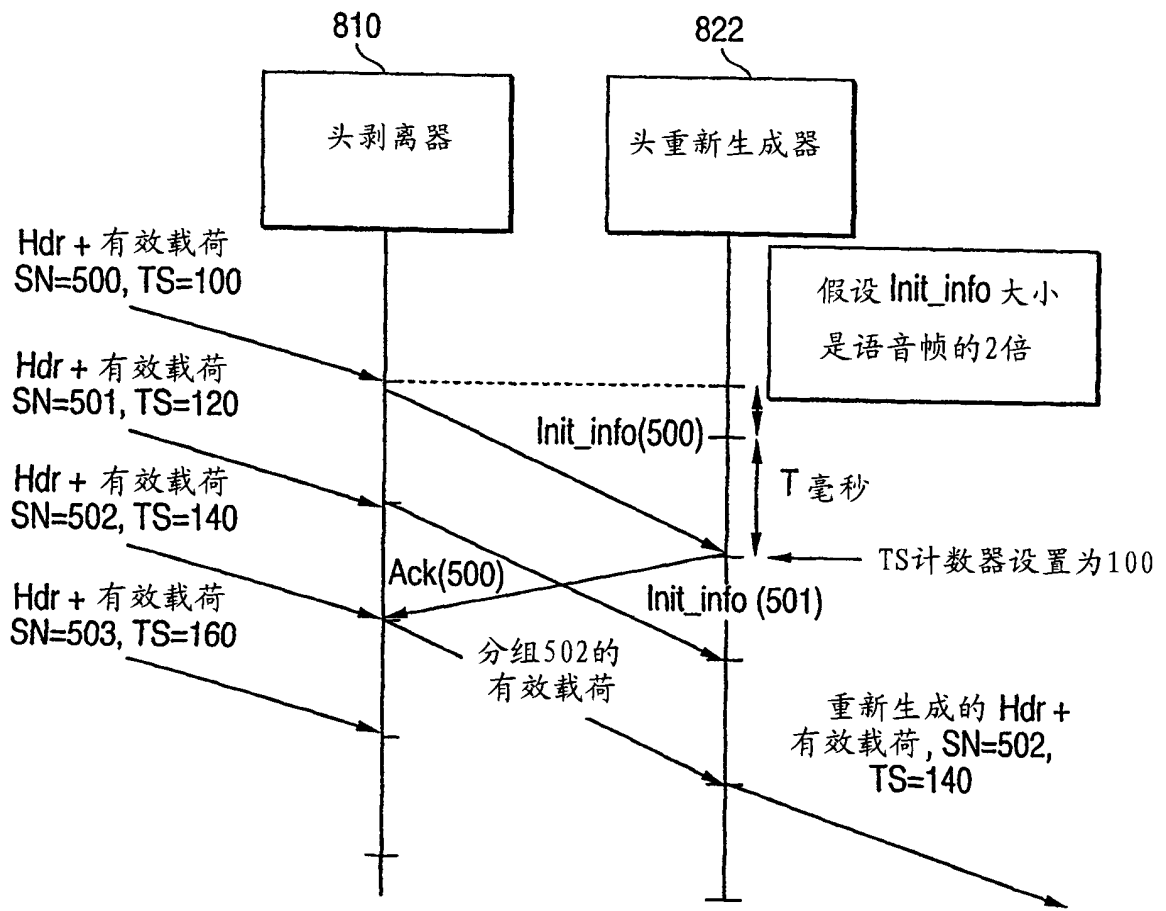 810
822
头剥离器
头重新生成器
Hdr + 有效载荷
SN=500, TS=100
假设 Init_info 大小
是语音帧的2倍
Hdr + 有效载荷
SN=501, TS=120
Init_info(500)
T 毫秒
Hdr + 有效载荷
SN=502, TS=140
TS计数器设置为100
Ack(500)
Init_info (501)
Hdr + 有效载荷
SN=503, TS=160
分组502的
有效载荷
重新生成的 Hdr +
有效载荷, SN=502,
TS=140